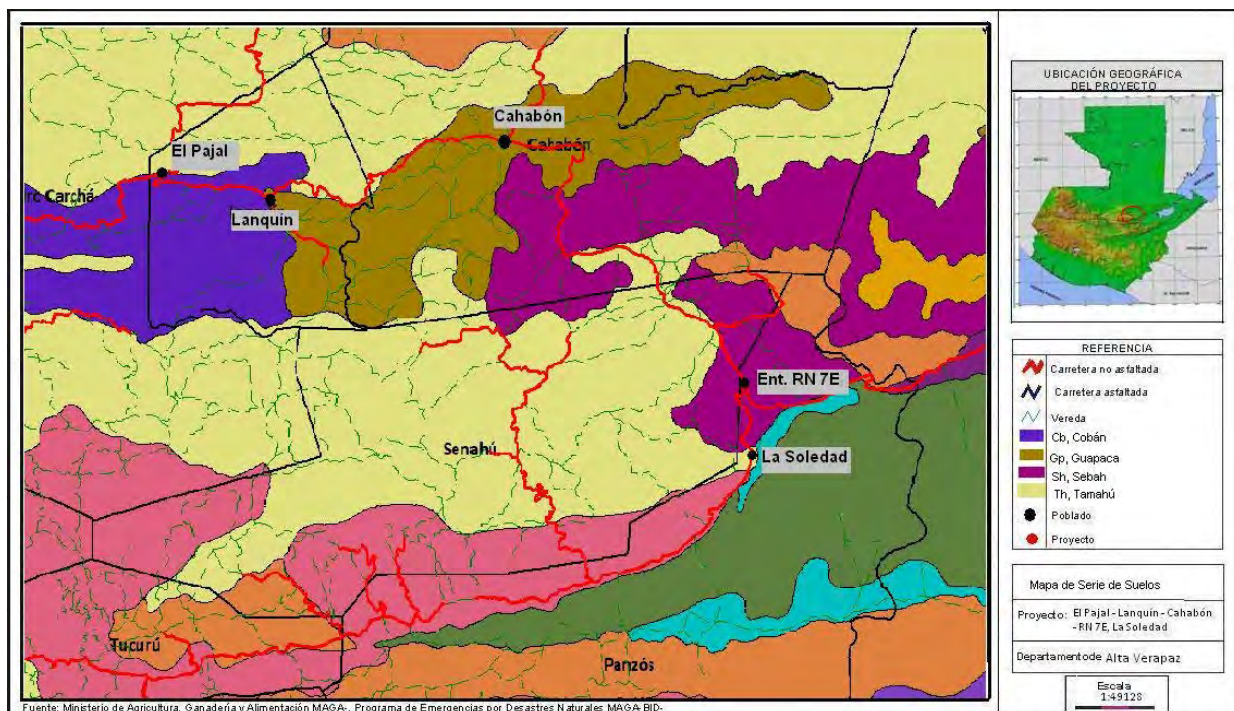 Cahabón
Cahabón
El Pajal
rc Carchá
Lanquín
Ent. RN 7E
Senahú
La Soledad
Tucurú
Panzós
Fuente: Ministerio de Agricultura, Ganadería y Alimentación MAGA-, Programa de Emergencias por Desastres Naturales MAGA-BID-
UBICACIÓN GEOGRÁFICA
DEL PROYECTO
REFERENCIA
Carretera no asfaltada
Carretera asfaltada
Vereda
Cb, Cobán
Gp, Guapaca
Sh, Sebah
Th, Tamahú
Poblado
Proyecto
Mapa de Serie de Suelos
Proyecto: El Pajal - Lanquín - Cahabón
- RN 7E, La Soledad
Departamento de Alta Verapaz
Escala
1:49128